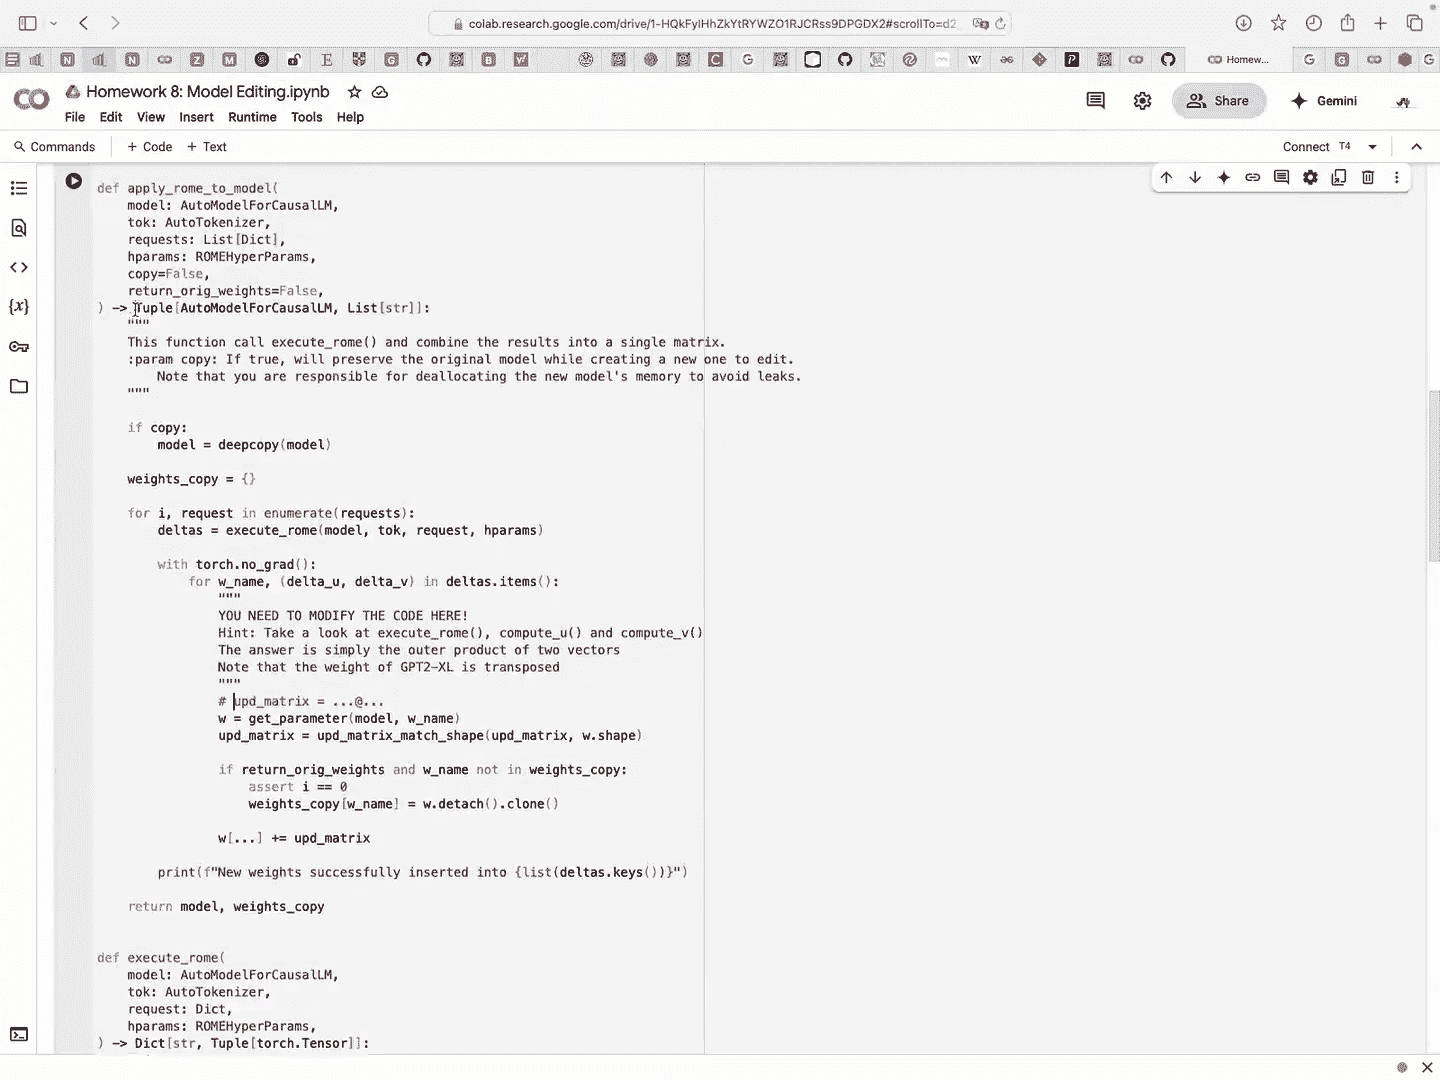 colab.research.google.com/drive/1-HQkFylHhZkYtRYWZO1RJCRss9DPGDX2#scrollTo=d2_
Homew...
Homework 8: Model Editing.ipynb
File Edit View Insert Runtime Tools Help
Share
Gemini
Commands + Code + Text
Connect T4
def apply_rome_to_model(
    model: AutoModelForCausalLM,
    tok: AutoTokenizer,
    requests: List[Dict],
    hparams: ROMEHyperParams,
    copy=False,
    return_orig_weights=False,
) -> Tuple[AutoModelForCausalLM, List[str]]:
    """
    This function call execute_rome() and combine the results into a single matrix.
    :param copy: If true, will preserve the original model while creating a new one to edit.
        Note that you are responsible for deallocating the new model's memory to avoid leaks.
    """
    if copy:
        model = deepcopy(model)
    weights_copy = {}
    for i, request in enumerate(requests):
        deltas = execute_rome(model, tok, request, hparams)
        with torch.no_grad():
            for w_name, (delta_u, delta_v) in deltas.items():
                """
                YOU NEED TO MODIFY THE CODE HERE!
                Hint: Take a look at execute_rome(), compute_u() and compute_v()
                The answer is simply the outer product of two vectors
                Note that the weight of GPT2-XL is transposed
                """
                # upd_matrix = ...@...
                w = get_parameter(model, w_name)
                upd_matrix = upd_matrix_match_shape(upd_matrix, w.shape)
                if return_orig_weights and w_name not in weights_copy:
                    assert i == 0
                    weights_copy[w_name] = w.detach().clone()
                w[...] += upd_matrix
        print(f"New weights successfully inserted into {list(deltas.keys())}")
    return model, weights_copy
def execute_rome(
    model: AutoModelForCausalLM,
    tok: AutoTokenizer,
    request: Dict,
    hparams: ROMEHyperParams,
) -> Dict[str, Tuple[torch.Tensor]]: